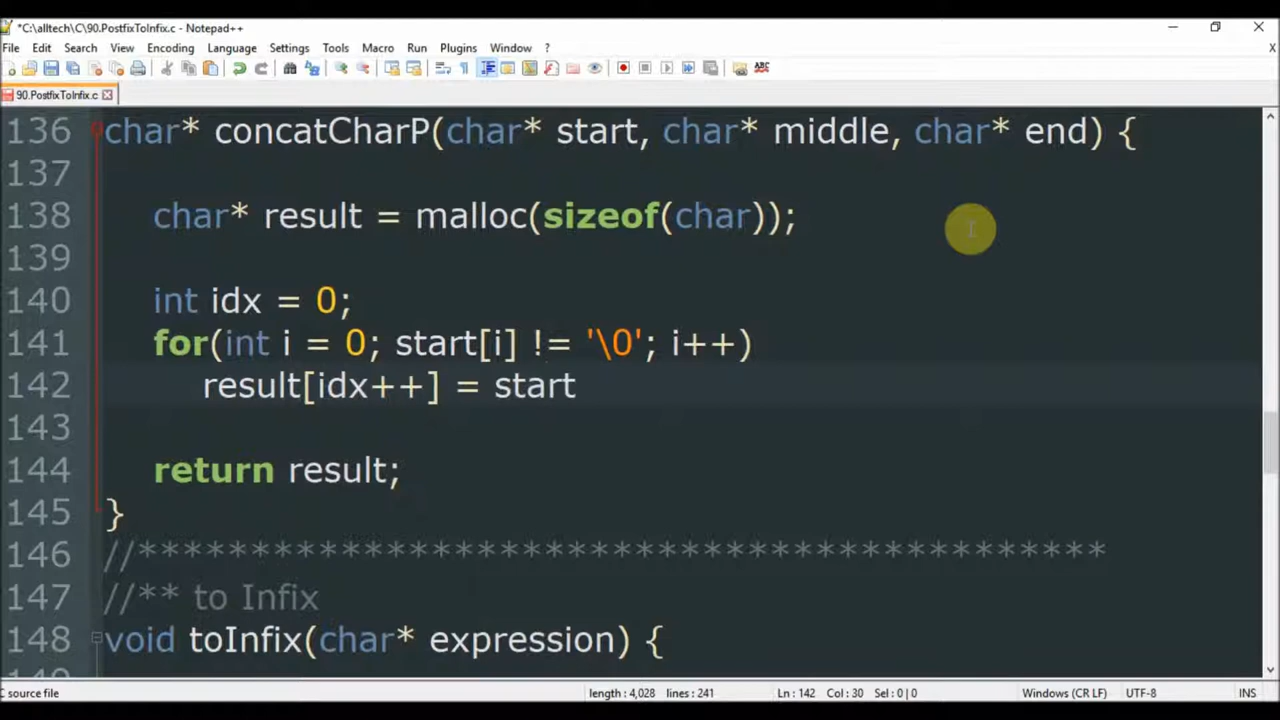 *C:\alltech\C\90.PostfixToInfix.c - Notepad++
File Edit Search View Encoding Language Settings Tools Macro Run Plugins Window ? X
ABC
90.PostfixToInfix.c
136 char* concatCharP(char* start, char* middle, char* end) {
137
138 char* result = malloc(sizeof(char));
139
140 int idx = 0;
141 for(int i = 0; start[i] != '\0'; i++)
142 result[idx++] = start
143
144 return result;
145 }
146 //*******************************************
147 //** to Infix
148 void toInfix(char* expression) {
C source file length : 4,028 lines : 241 Ln : 142 Col : 30 Sel : 0 | 0 Windows (CR LF) UTF-8 INS